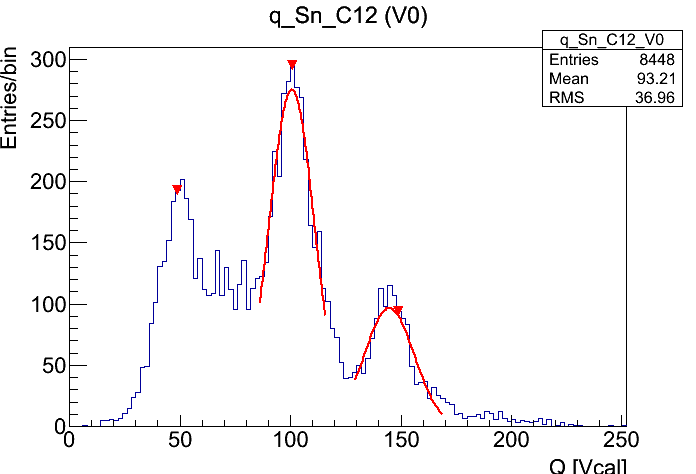 q_Sn_C12 (V0)
q_Sn_C12_V0
Entries 8448
Mean 93.21
RMS 36.96
Entries/bin
300
250
200
150
100
50
0
0 50 100 150 200 250
Q [Vcal]